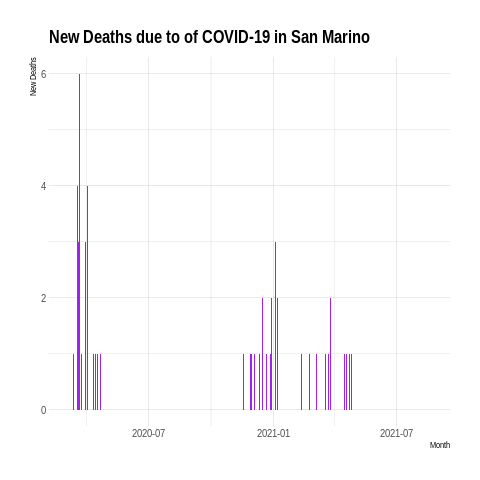 New Deaths due to of COVID-19 in San Marino
New Deaths
6
4
2
0
2020-07
2021-01
2021-07
Month